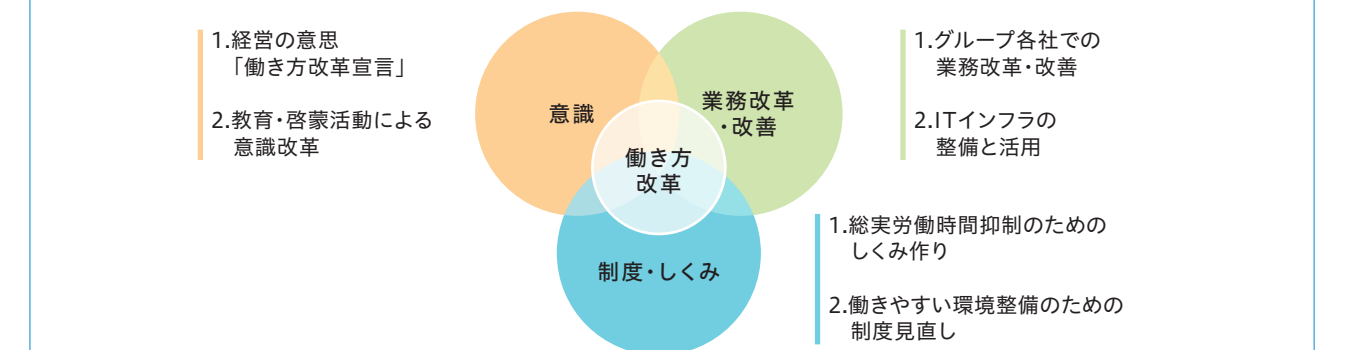 1.経営の意思
「働き方改革宣言」
2.教育・啓蒙活動による
意識改革
意識
業務改革
・改善
働き方
改革
制度・しくみ
1.グループ各社での
業務改革・改善
2.ITインフラの
整備と活用
1.総実労働時間抑制のための
しくみ作り
2.働きやすい環境整備のための
制度見直し